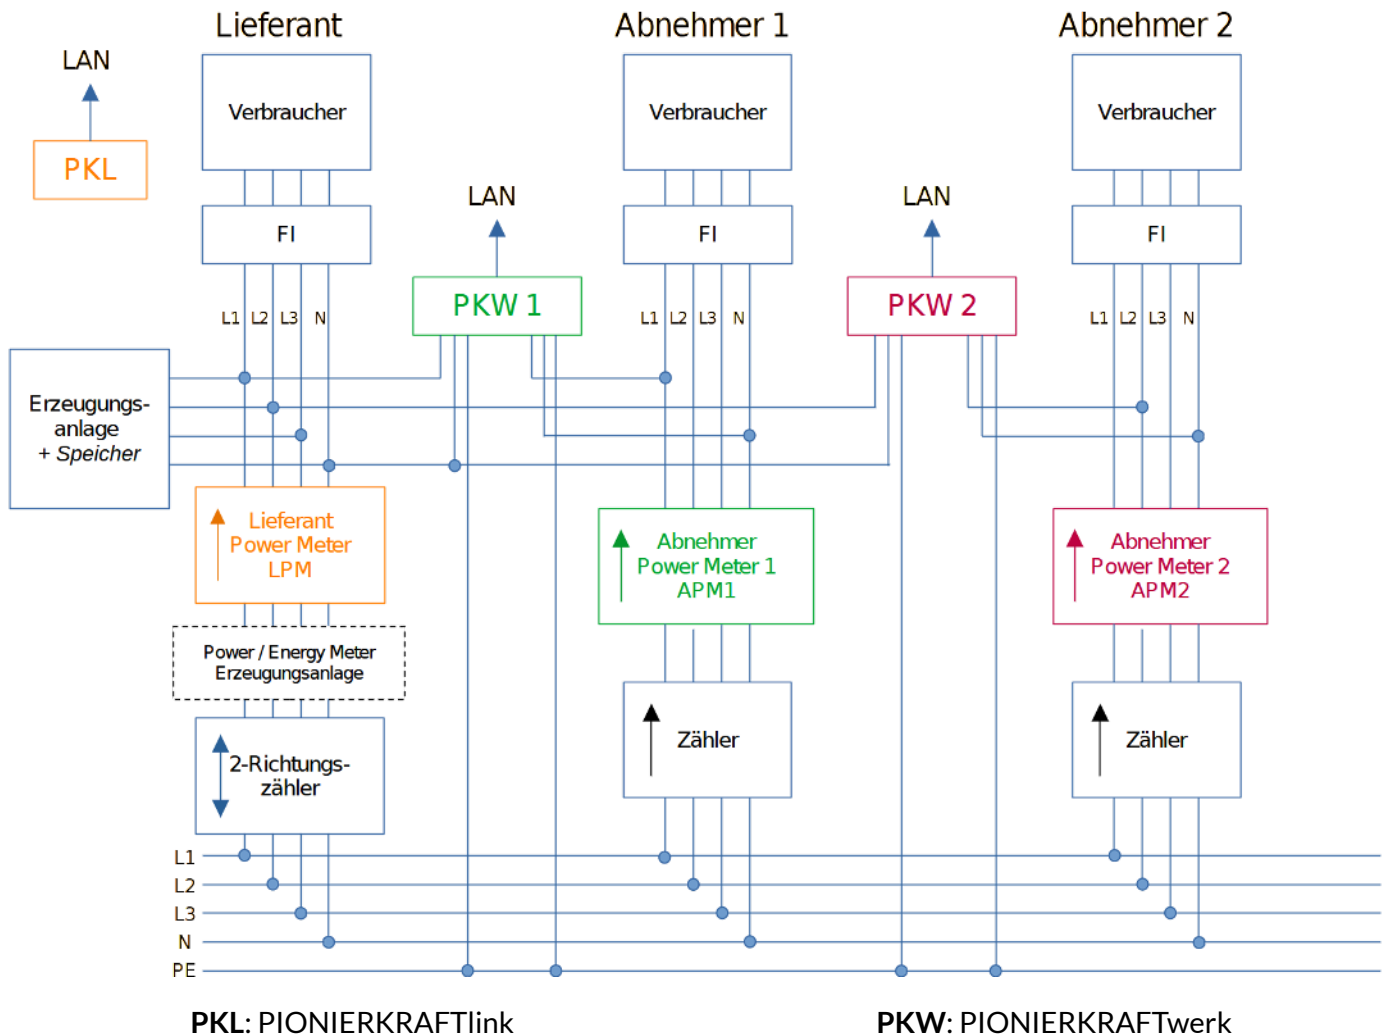 Lieferant
Abnehmer 1
Abnehmer 2
LAN
PKL
Verbraucher
Verbraucher
Verbraucher
FI
FI
FI
LAN
LAN
PKW 1
PKW 2
L1 L2 L3 N
L1 L2 L3 N
L1 L2 L3 N
Erzeugungs-
anlage
+ Speicher
Lieferant
Power Meter
LPM
Abnehmer
Power Meter 1
APM1
Abnehmer
Power Meter 2
APM2
Power / Energy Meter
Erzeugungsanlage
2-Richtungs-
zähler
Zähler
Zähler
L1
L2
L3
N
PE
PKL: PIONIERKRAFTlink
PKW: PIONIERKRAFTwerk